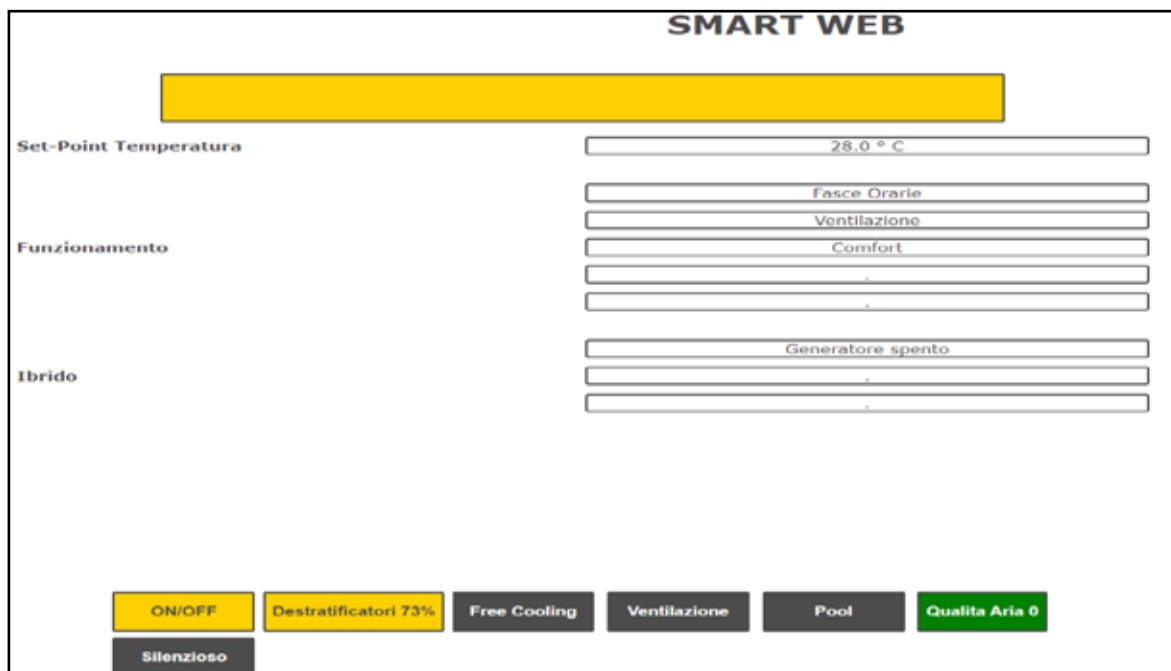 SMART WEB
Set-Point Temperatura
28.0 ° C
Fasce Orarie
Ventilazione
Funzionamento
Comfort
.
.
Generatore spento
Ibrido
.
.
ON/OFF
Destratificatori 73%
Free Cooling
Ventilazione
Pool
Qualita Aria 0
Silenzioso